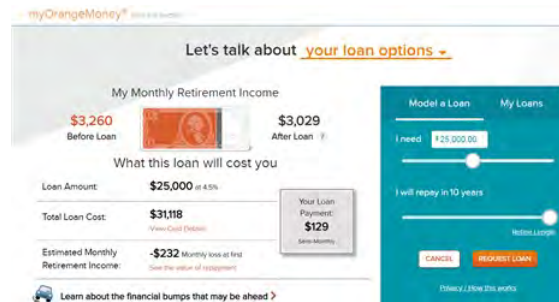 myOrangeMoney®
Let's talk about your loan options
My Monthly Retirement Income
$3,260
Before Loan
$3,029
After Loan ?
What this loan will cost you
Loan Amount: $25,000 at 4.5%
Total Loan Cost: $31,118
View Cost Details
Estimated Monthly Retirement Income: -$232 Monthly loss at first
See the value of repayment
Your Loan
Payment:
$129
Semi-Monthly
Learn about the financial bumps that may be ahead >
Model a Loan My Loans
I need $25,000.00
I will repay in 10 years
CANCEL REQUEST LOAN
Privacy | How this works